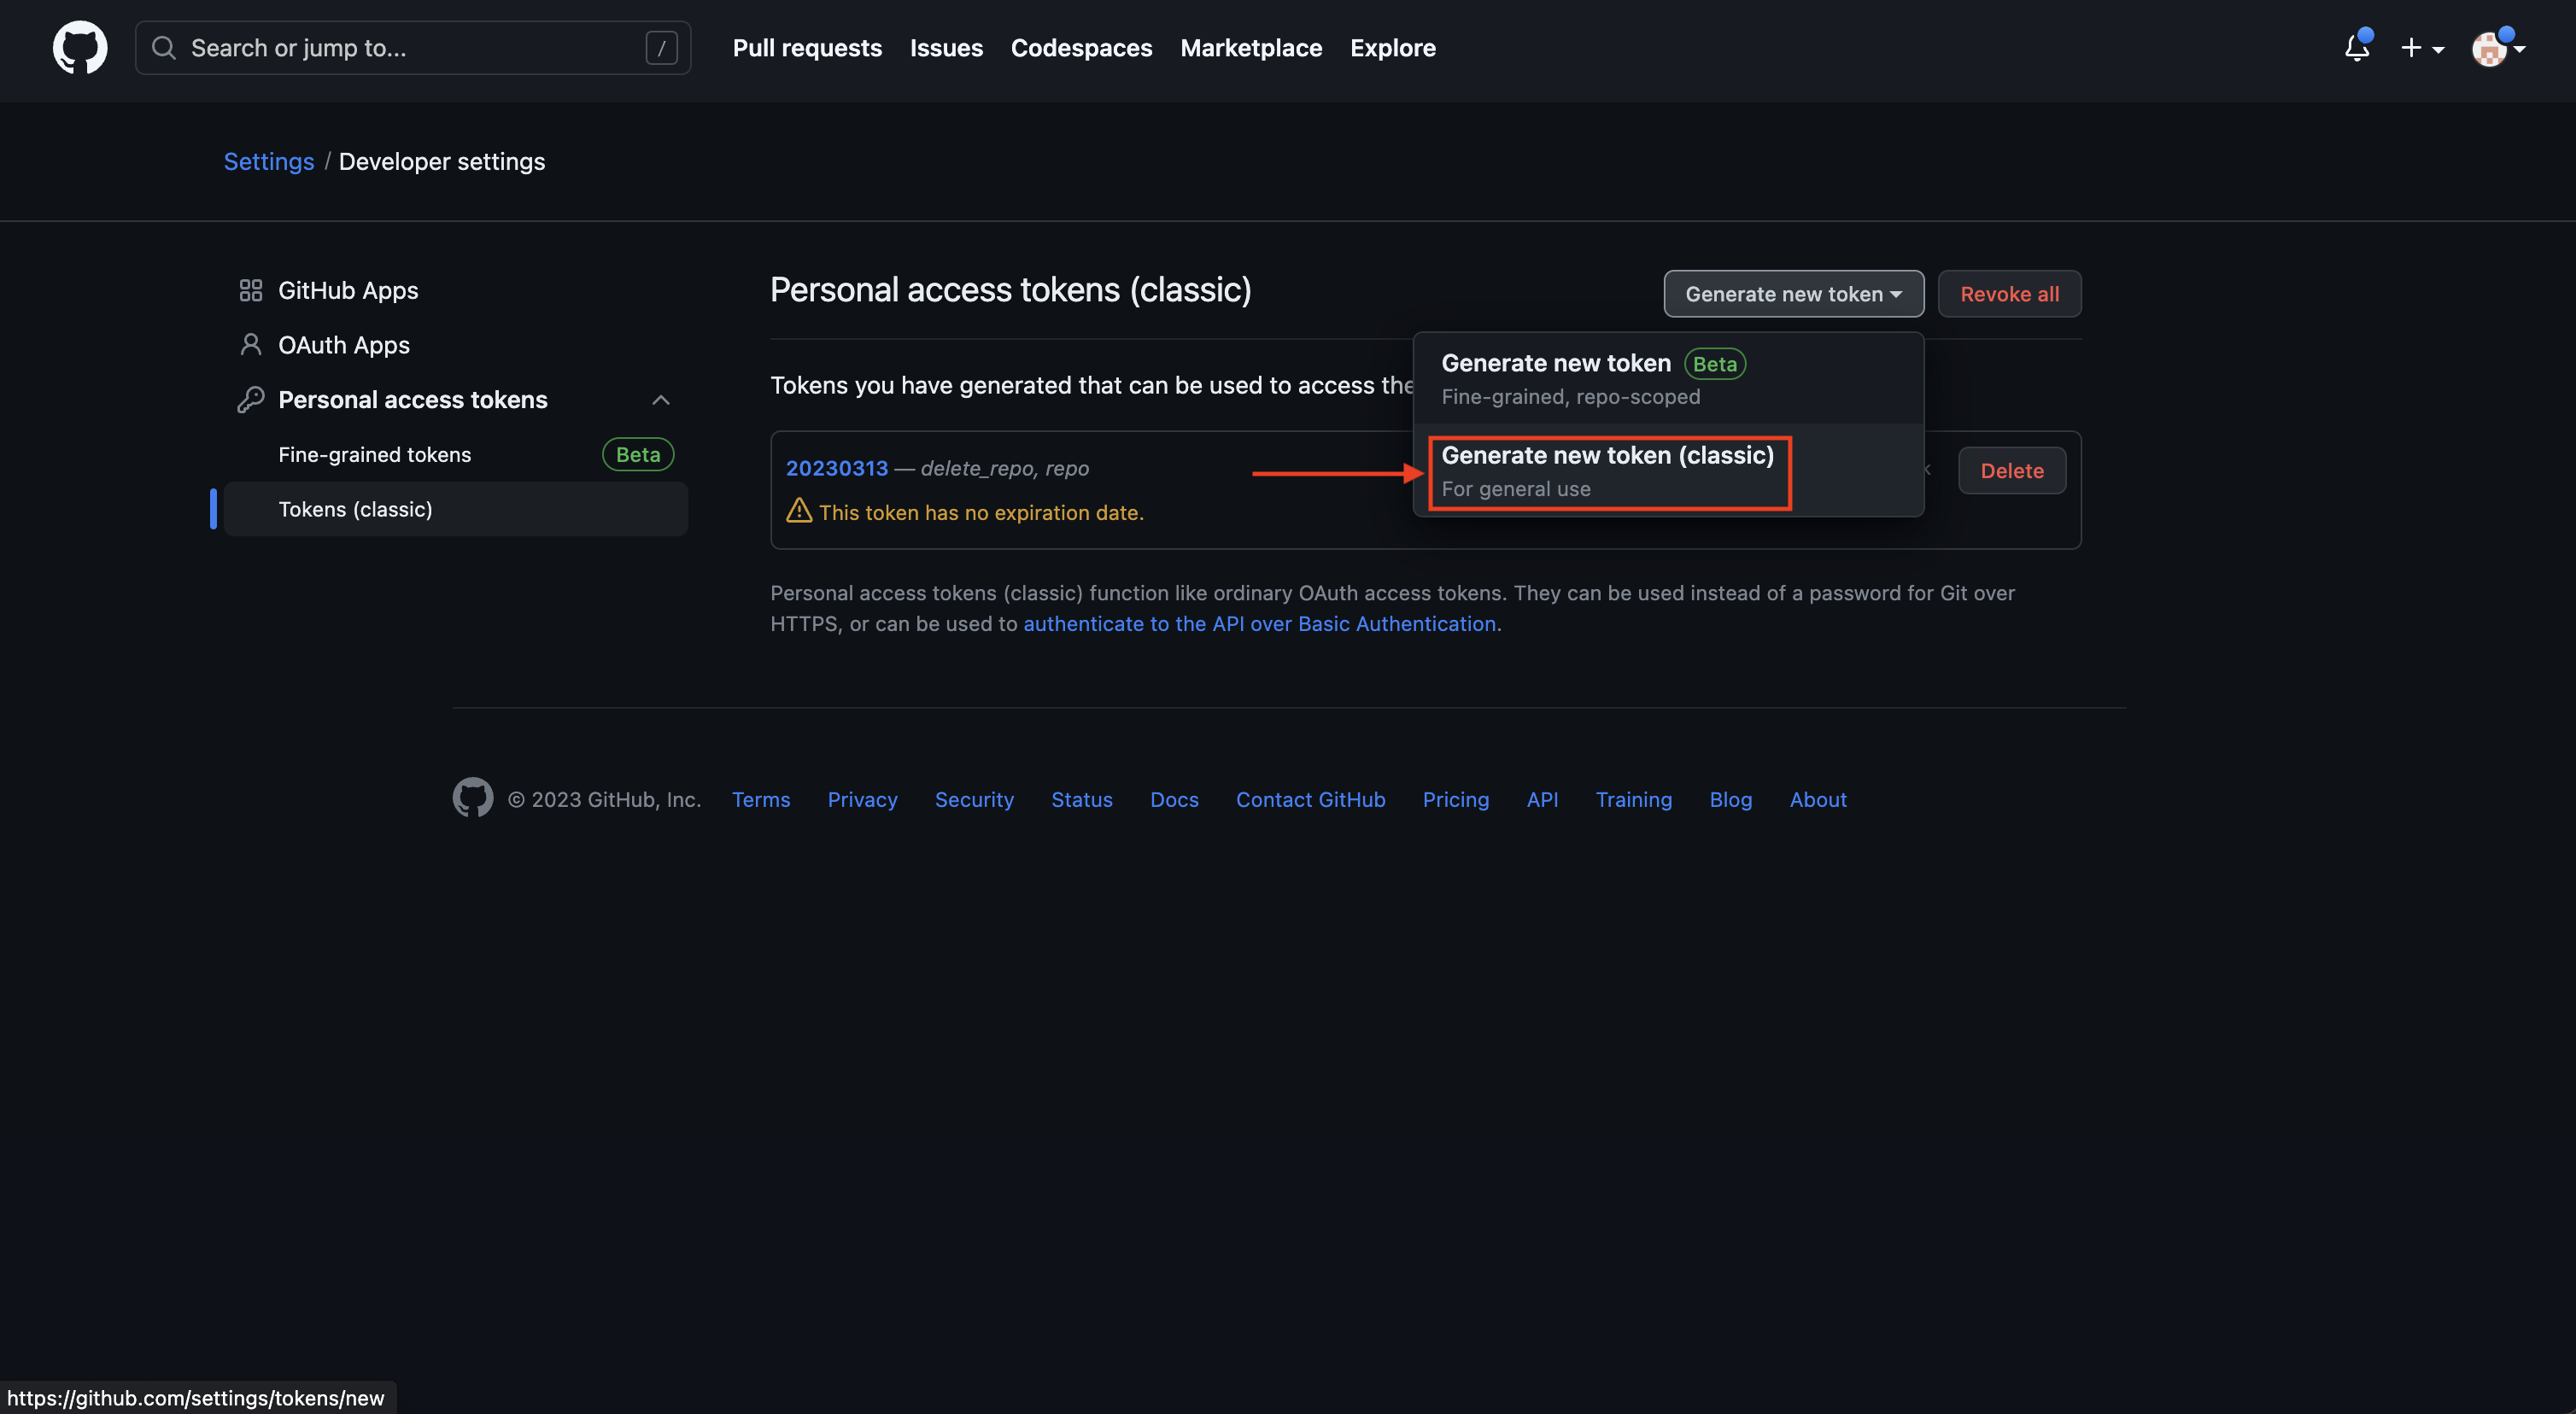 Search or jump to...
/
Pull requests
Issues
Codespaces
Marketplace
Explore
Settings / Developer settings
GitHub Apps
OAuth Apps
Personal access tokens
Fine-grained tokens
Beta
Tokens (classic)
Personal access tokens (classic)
Generate new token
Revoke all
Tokens you have generated that can be used to access the
Generate new token Beta
Fine-grained, repo-scoped
Generate new token (classic)
For general use
20230313 — delete_repo, repo
Delete
This token has no expiration date.
Personal access tokens (classic) function like ordinary OAuth access tokens. They can be used instead of a password for Git over
HTTPS, or can be used to authenticate to the API over Basic Authentication.
© 2023 GitHub, Inc.
Terms
Privacy
Security
Status
Docs
Contact GitHub
Pricing
API
Training
Blog
About
https://github.com/settings/tokens/new